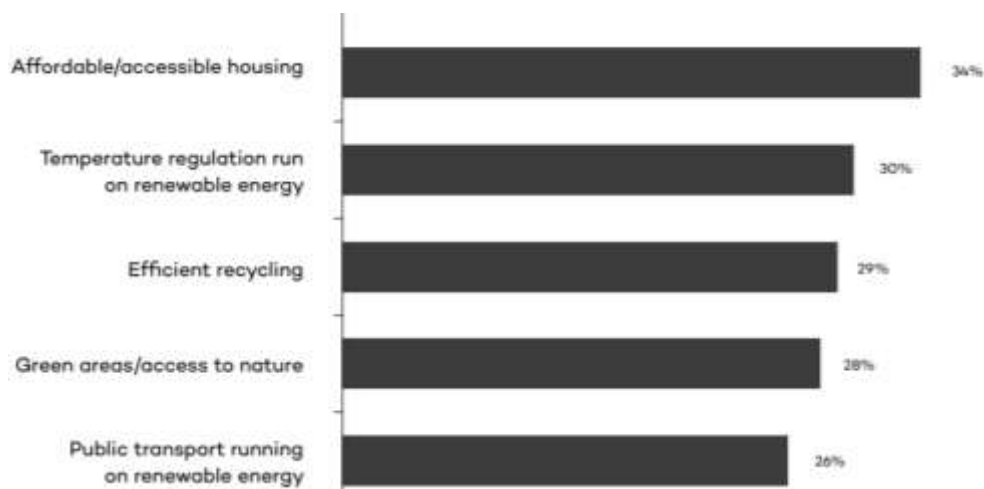 Affordable/accessible housing
34%
Temperature regulation run
on renewable energy
30%
Efficient recycling
29%
Green areas/access to nature
28%
Public transport running
on renewable energy
26%